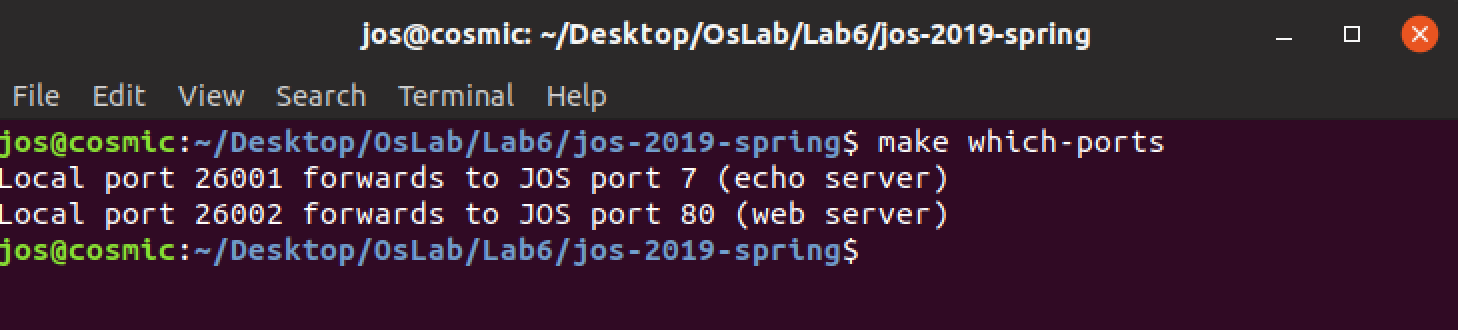 jos@cosmic: ~/Desktop/OsLab/Lab6/jos-2019-spring
File Edit View Search Terminal Help
jos@cosmic:~/Desktop/OsLab/Lab6/jos-2019-spring$ make which-ports
Local port 26001 forwards to JOS port 7 (echo server)
Local port 26002 forwards to JOS port 80 (web server)
jos@cosmic:~/Desktop/OsLab/Lab6/jos-2019-spring$